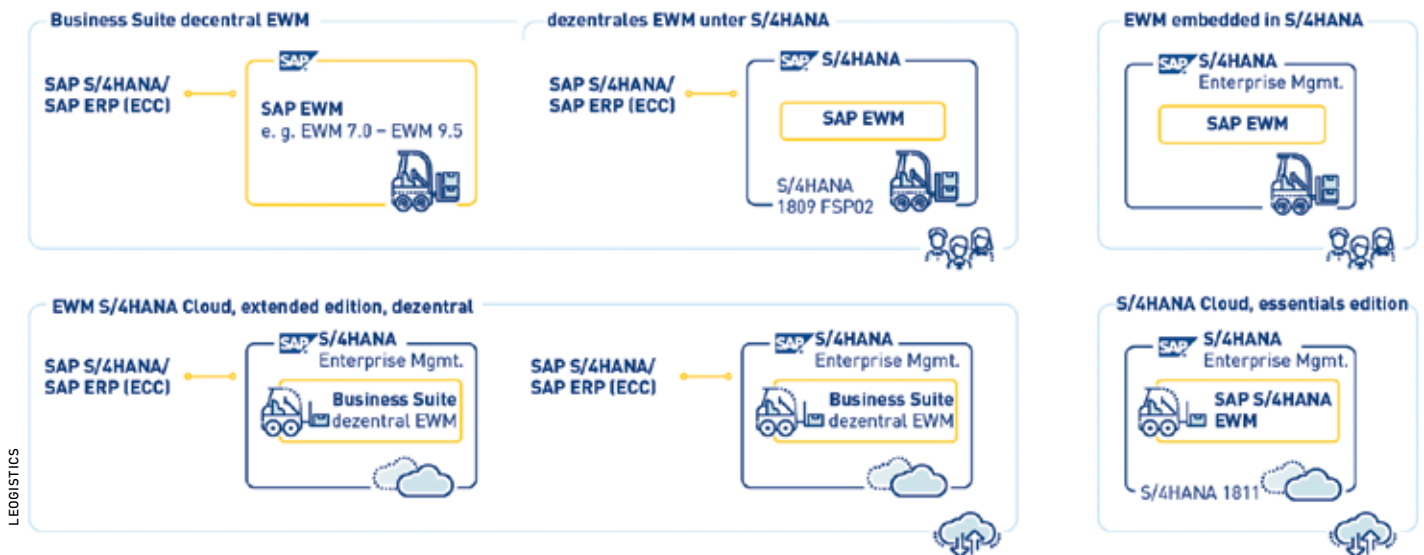 Business Suite decentral EWM
SAP S/4HANA/
SAP ERP (ECC)
SAP
SAP EWM
e. g. EWM 7.0 – EWM 9.5
dezentrales EWM unter S/4HANA
SAP S/4HANA/
SAP ERP (ECC)
SAP S/4HANA
SAP EWM
S/4HANA
1809 FSP02
EWM embedded in S/4HANA
SAP S/4HANA
Enterprise Mgmt.
SAP EWM
EWM S/4HANA Cloud, extended edition, dezentral
SAP S/4HANA/
SAP ERP (ECC)
SAP S/4HANA
Enterprise Mgmt.
Business Suite
dezentral EWM
SAP S/4HANA/
SAP ERP (ECC)
SAP S/4HANA
Enterprise Mgmt.
Business Suite
dezentral EWM
S/4HANA Cloud, essentials edition
SAP S/4HANA
Enterprise Mgmt.
SAP S/4HANA
EWM
S/4HANA 1811
LEOGISTICS